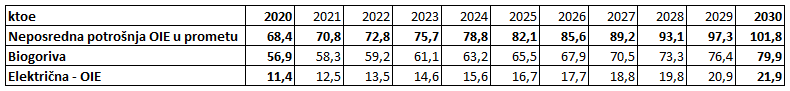 ktoe 2020 2021 2022 2023 2024 2025 2026 2027 2028 2029 2030
Neposredna potrošnja OIE u prometu 68,4 70,8 72,8 75,7 78,8 82,1 85,6 89,2 93,1 97,3 101,8
Biogoriva 56,9 58,3 59,2 61,1 63,2 65,5 67,9 70,5 73,3 76,4 79,9
Električna - OIE 11,4 12,5 13,5 14,6 15,6 16,7 17,7 18,8 19,8 20,9 21,9